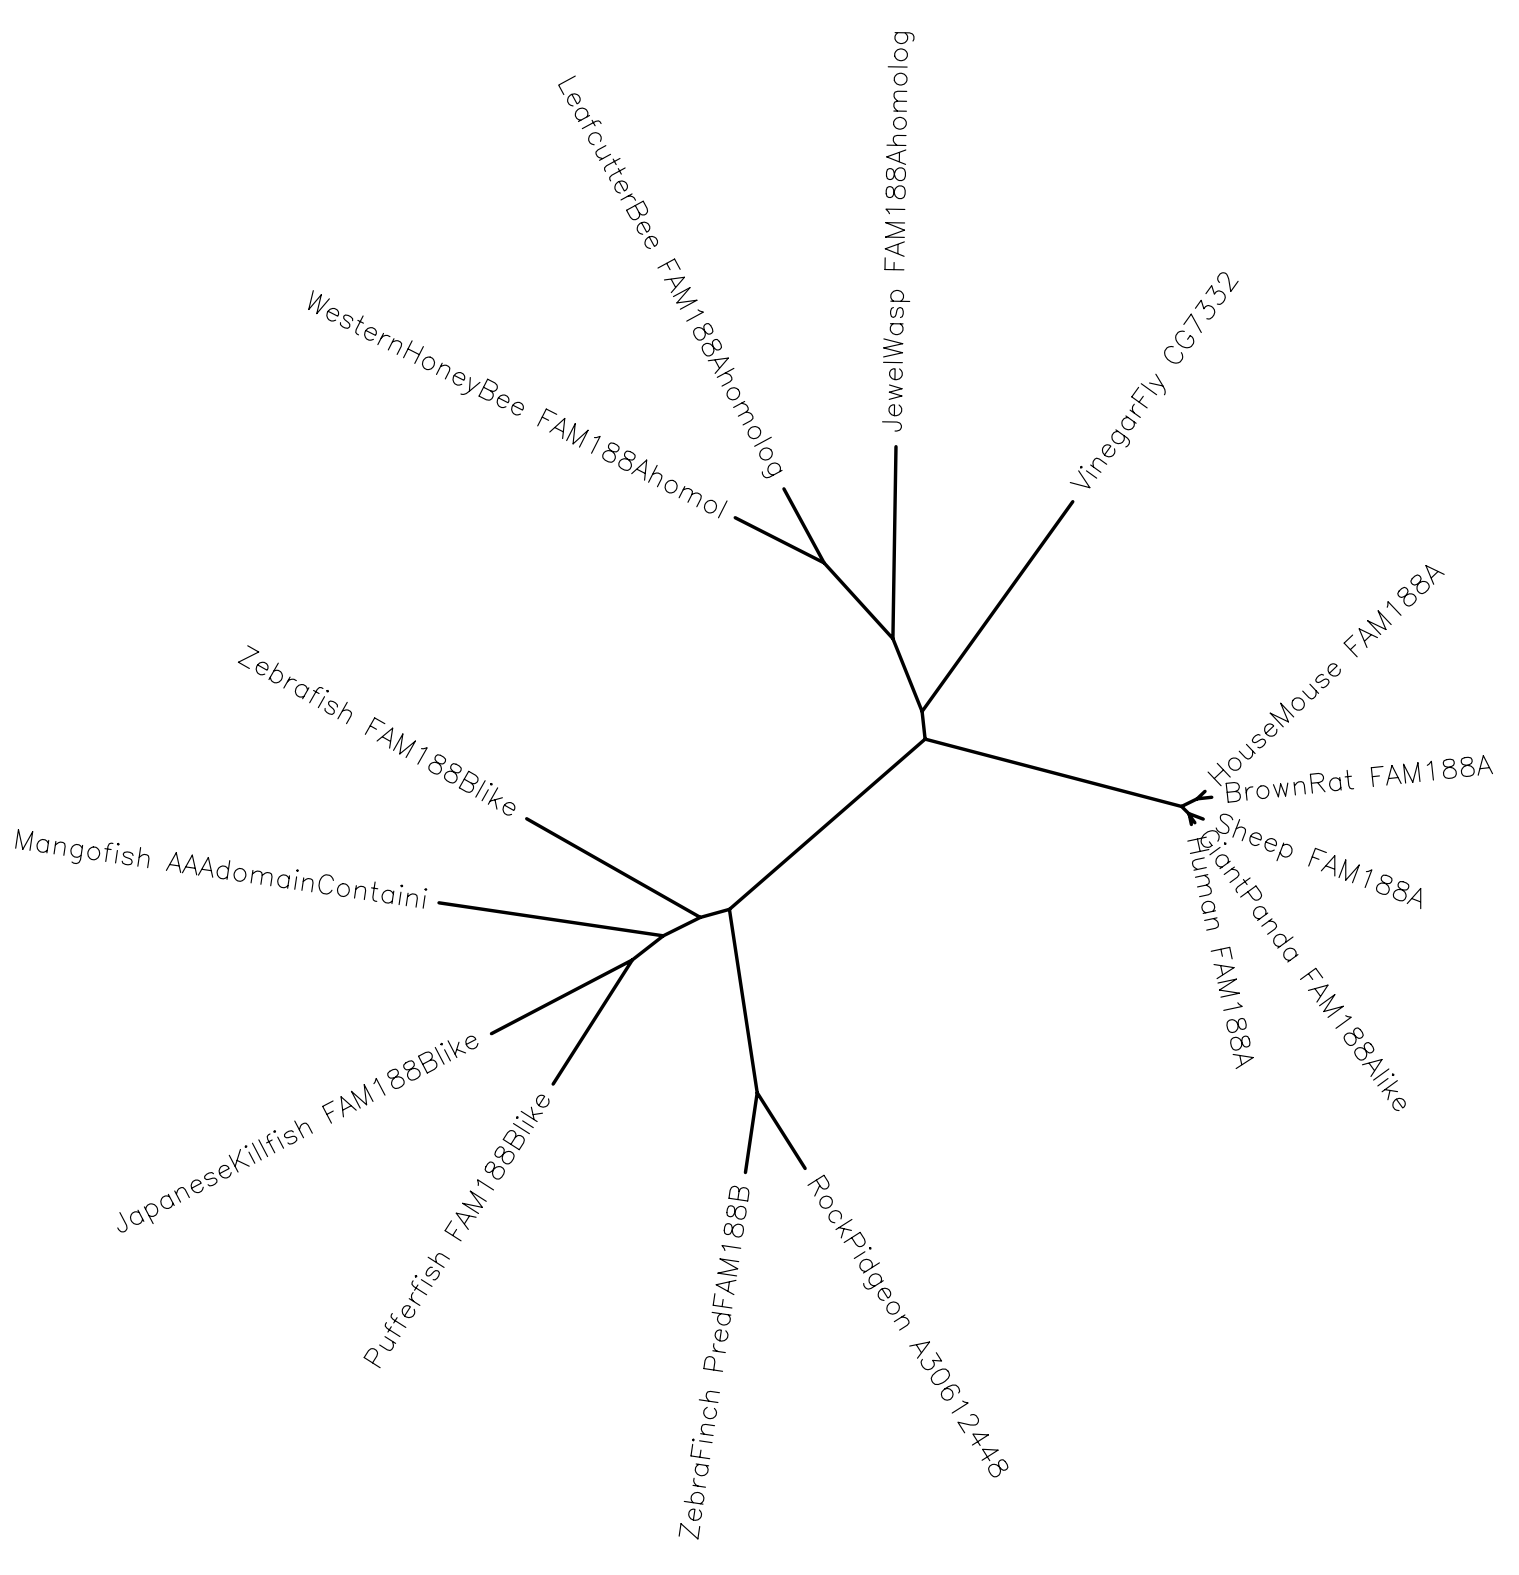 JewelWasp FAM188Ahomolog
LeafcutterBee FAM188Ahomolog
VinegarFly CG7332
WesternHoneyBee FAM188Ahomol
HouseMouse FAM188A
Zebrafish FAM188Blike
BrownRat FAM188A
Sheep FAM188A
Mangofish AAAdomainContaini
GiantPanda FAM188Alike
Human FAM188A
JapaneseKillfish FAM188Blike
Pufferfish FAM188Blike
RockPidgeon A30612448
ZebraFinch PredFAM188B